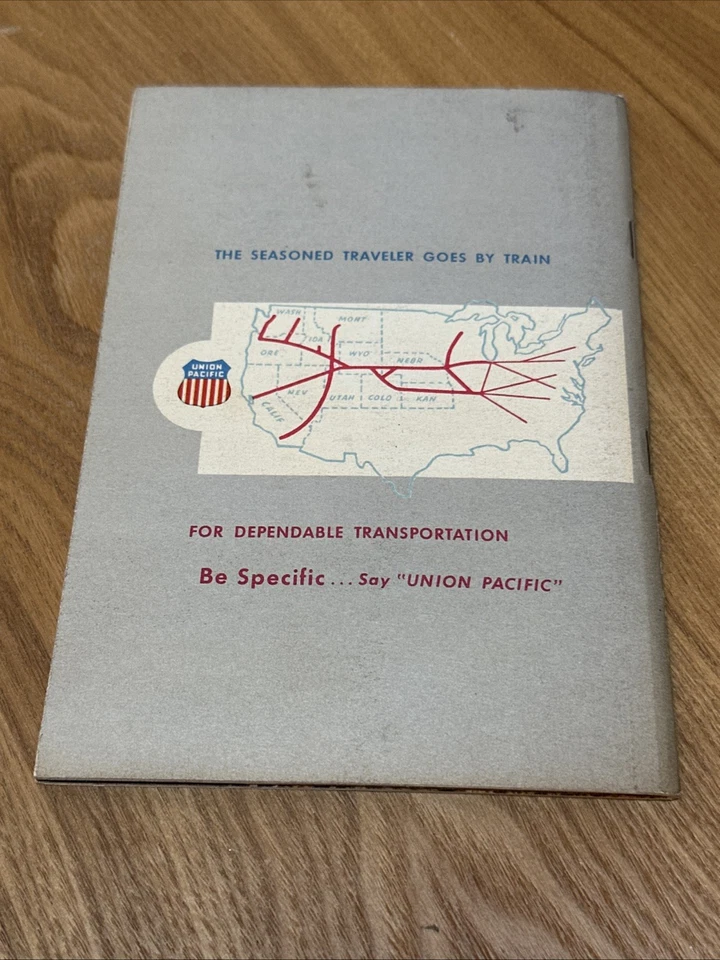 THE SEASONED TRAVELER GOES BY TRAIN
WASH
MONT
IDA
ORE
WYO
NEBR
UNION
PACIFIC
NEV
UTAH
COLO
KAN
CALIF
FOR DEPENDABLE TRANSPORTATION
Be Specific... Say "UNION PACIFIC"